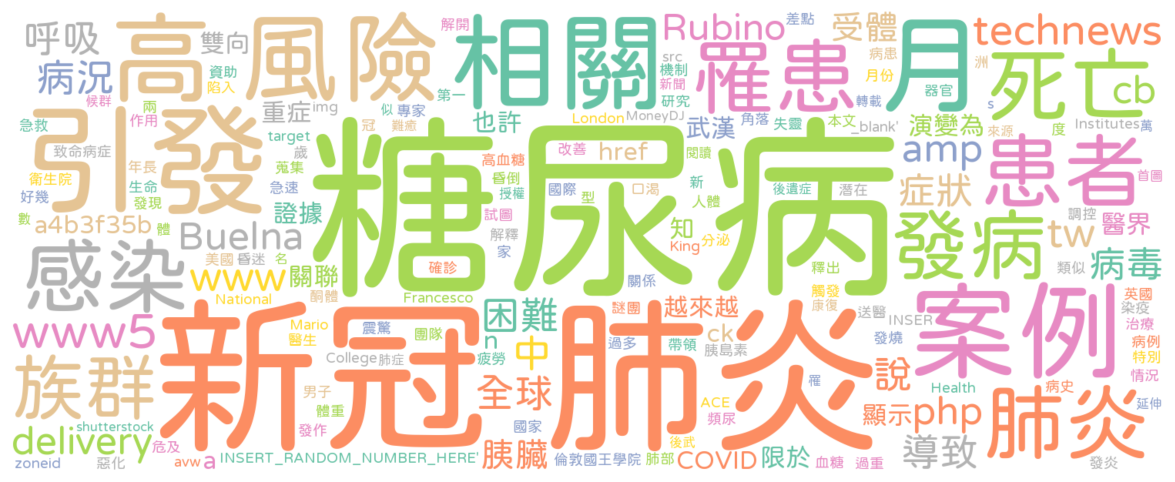 呼吸
高風險
相關
Rubino
差點
受體
technews
解開
雙向
病況
資助
候群
陷入
兩
作用
重症
img
第一
似
專家
難癒
冠
src
機制
新聞
研究
罹患
病患
月份
轉載
月
洲
器官
死亡
cb
s
急救
致命病症
引發
target
歲
也許
London
MoneyDJ
武漢
角落
失靈
本文
_blank'
演變為
來源
度
Institutes
萬
衛生院
好幾
年長
生命
發現
蒐集
急速
高血糖
昏倒
授權
改善
href
閱讀
國際
口渴
型
新
人體
後遺症
潛在
amp
症狀
患者
首圖
數
a4b3f35b
體
證據
試圖
解釋
家
糖尿病
知
King
分泌
發病
tw
調控
醫界
感染
Buelna
美國
昏迷
名
www
關聯
National
酮體
確診
Francesco
關係
釋出
類似
病毒
www5
新冠肺炎
Mario
醫生
震驚
團隊
困難
n
疲勞
中
謎團
越來越
過多
帶領
ck
胰島素
觸發
康復
送醫
發燒
INSER
案例
英國
染疫
治療
病例
特別
情況
族群
College
肺症
男子
體重
發作
全球
國家
ACE
頻尿
罹
說
顯示
php
Health
病史
延伸
肺炎
delivery
shutterstock
危及
zoneid
惡化
avw
a
INSERT_RANDOM_NUMBER_HERE'
胰臟
倫敦國王學院
後武
肺部
COVID
限於
血糖
過重
導致
發炎